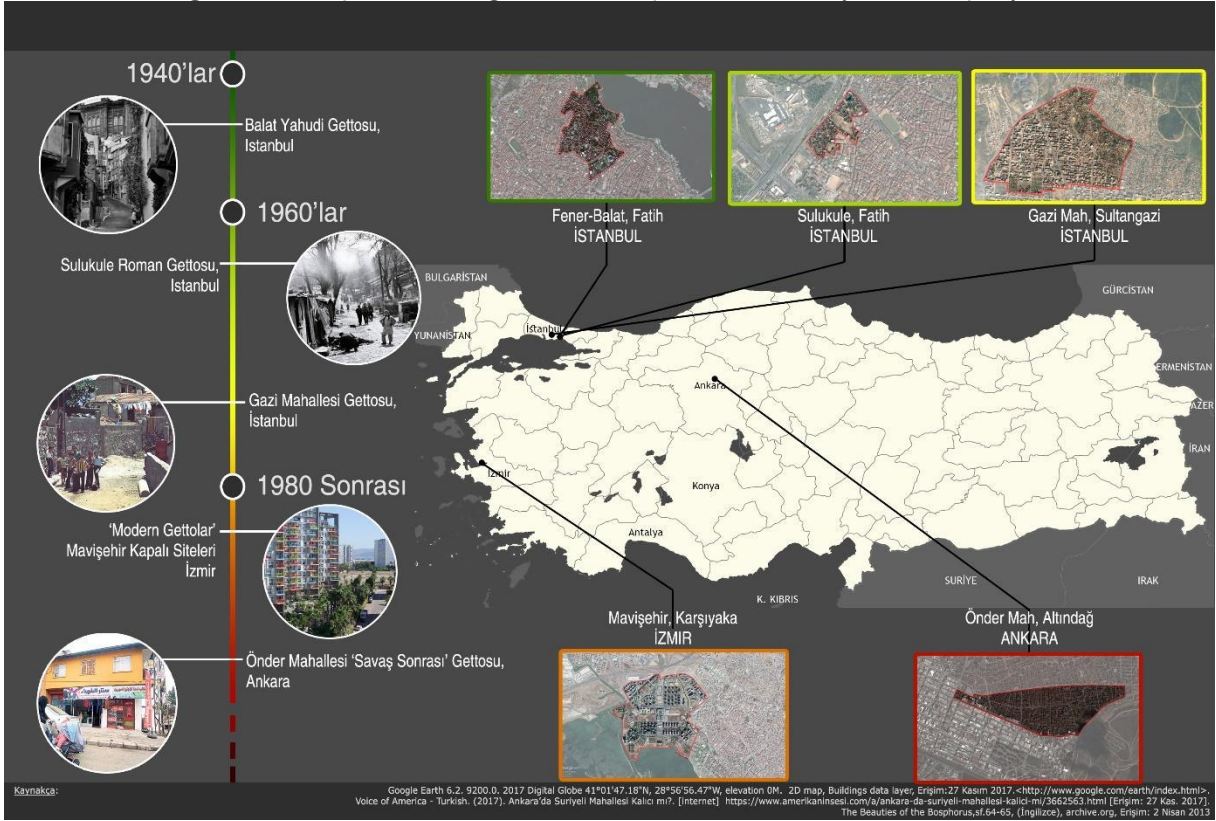 1940'lar
Balat Yahudi Gettosu,
Istanbul
1960'lar
Sulukule Roman Gettosu,
Istanbul
Gazi Mahallesi Gettosu,
İstanbul
1980 Sonrası
'Modern Gettolar'
Mavişehir Kapalı Siteleri
İzmir
Önder Mahallesi 'Savaş Sonrası' Gettosu,
Ankara
Fener-Balat, Fatih
İSTANBUL
Sulukule, Fatih
İSTANBUL
Gazi Mah, Sultangazi
İSTANBUL
BULGARİSTAN
GÜRCİSTAN
YUNANİSTAN
İstanbul
ERMENİSTAN
Ankara
AZER
İRAN
İzmir
Konya
Antalya
SURİYE
IRAK
K. KIBRIS
Mavişehir, Karşıyaka
İZMIR
Önder Mah, Altındağ
ANKARA
Kaynakça:
Google Earth 6.2. 9200.0. 2017 Digital Globe 41°01'47.18"N, 28°56'56.47"W, elevation 0M. 2D map, Buildings data layer, Erişim:27 Kasım 2017.<http://www.google.com/earth/index.html>.
Voice of America - Turkish. (2017). Ankara'da Suriyeli Mahallesi Kalıcı mı?. [internet] https://www.amerikaninsesi.com/a/ankara-da-suriyeli-mahallesi-kalici-mi/3662563.html [Erişim: 27 Kas. 2017].
The Beauties of the Bosphorus,sf.64-65, (İngilizce), archive.org, Erişim: 2 Nisan 2013